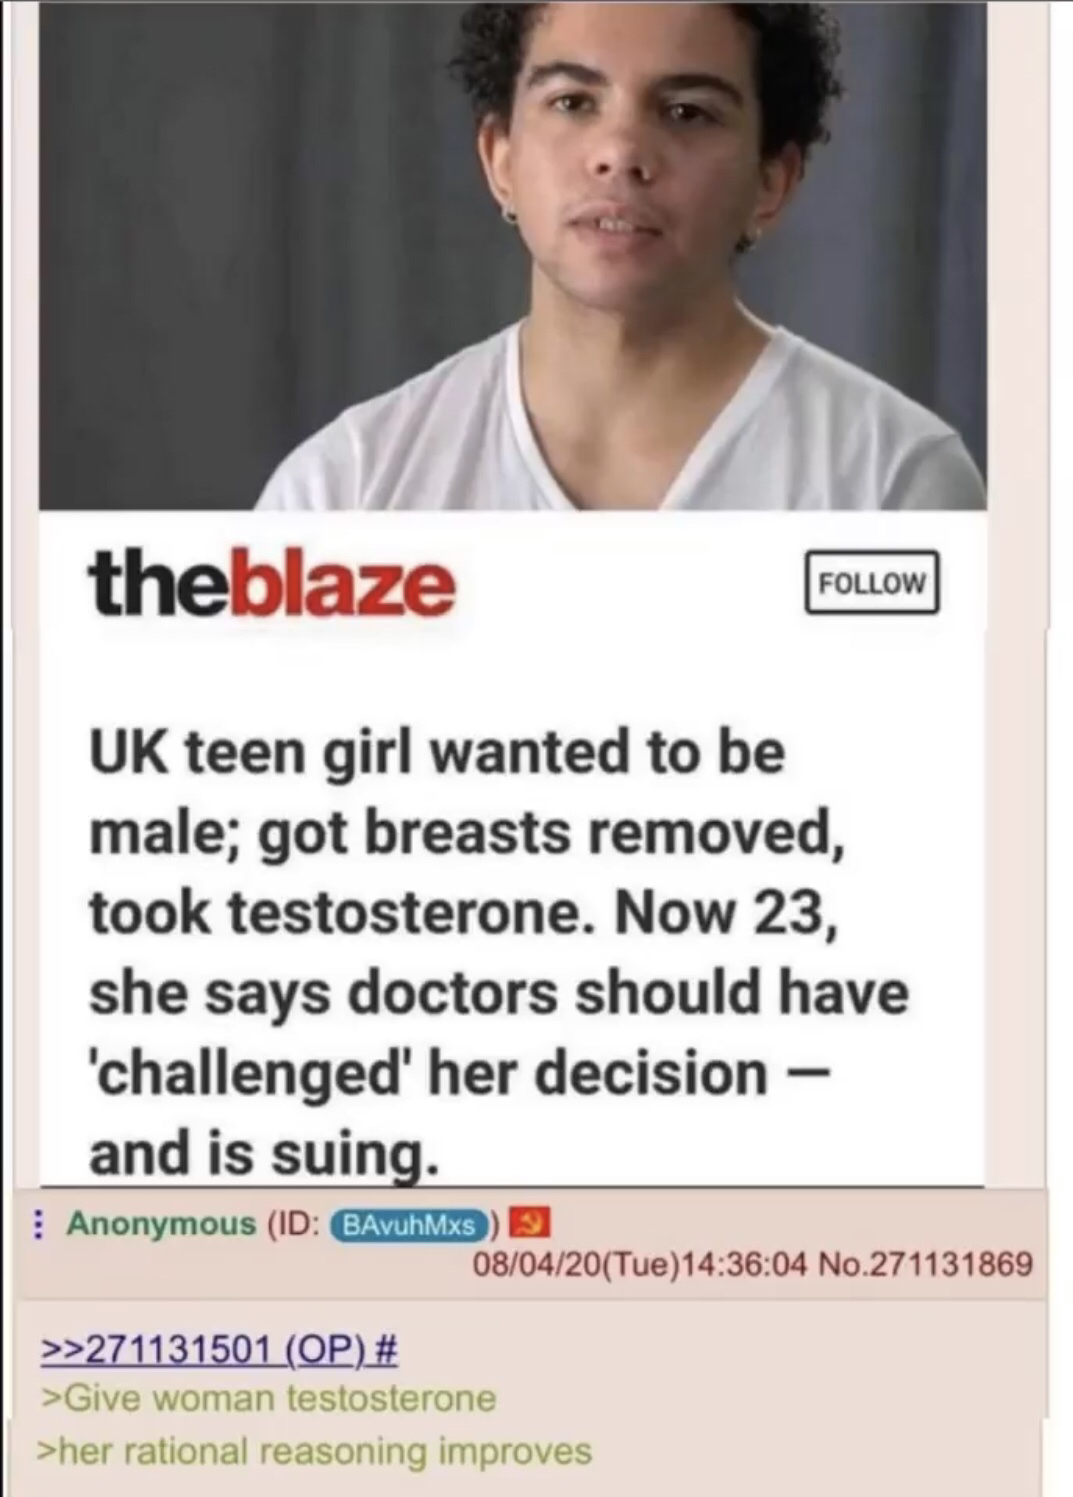 theblaze
FOLLOW
UK teen girl wanted to be
male; got breasts removed,
took testosterone. Now 23,
she says doctors should have
'challenged' her decision —
and is suing.
Anonymous (ID: BAvuhMxs)
08/04/20(Tue)14:36:04 No.271131869
>>271131501 (OP) #
>Give woman testosterone
>her rational reasoning improves